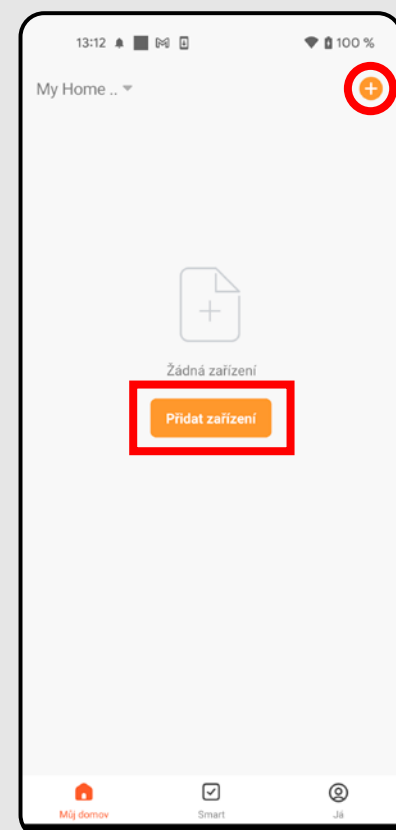 13:12 100 %
My Home ..
Žádná zařízení
Přidat zařízení
Můj domov Smart Já